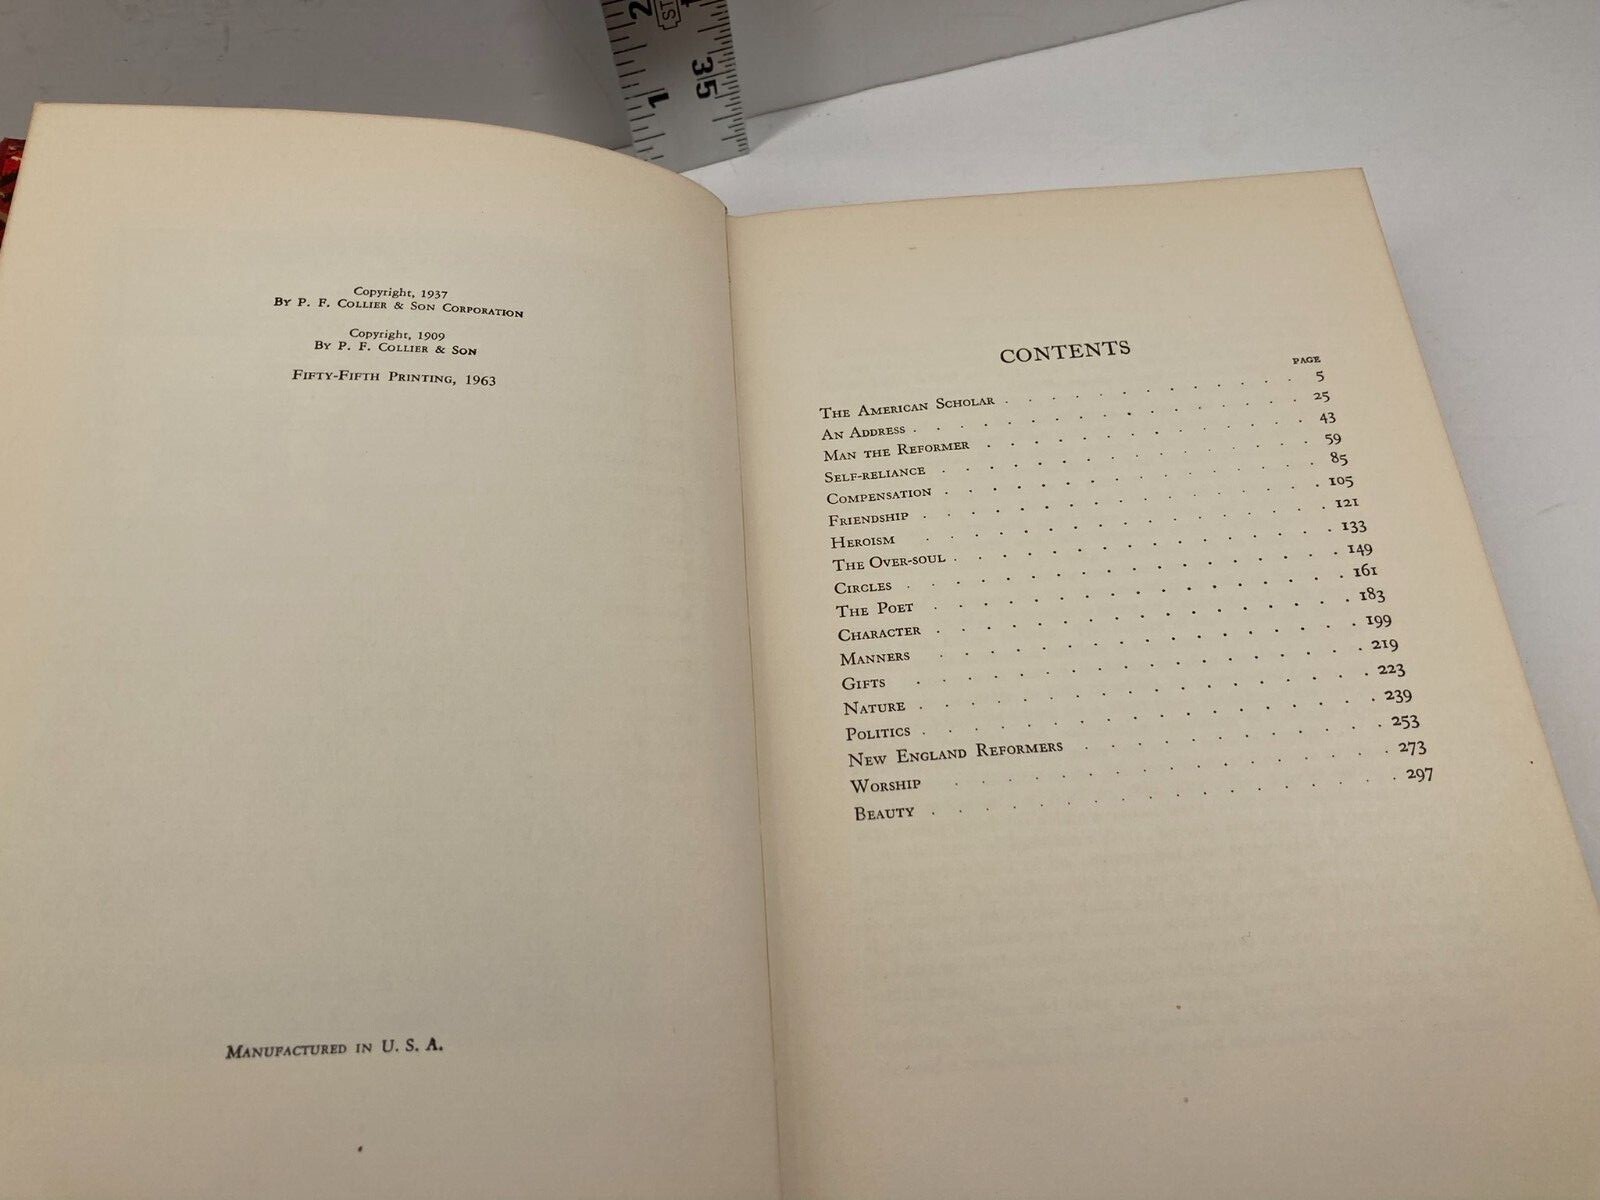 2
ST
1
35
Copyright, 1937
By P. F. Collier & Son Corporation
Copyright, 1909
By P. F. Collier & Son
Fifty-Fifth Printing, 1963
Manufactured in U. S. A.
CONTENTS
PAGE
The American Scholar . . . . . . . . . . . . 5
An Address . . . . . . . . . . . . . . . 25
Man the Reformer . . . . . . . . . . . . . 43
Self-reliance . . . . . . . . . . . . . . . 59
Compensation . . . . . . . . . . . . . . . 85
Friendship . . . . . . . . . . . . . . . . 105
Heroism . . . . . . . . . . . . . . . . 121
The Over-soul . . . . . . . . . . . . . . . 133
Circles . . . . . . . . . . . . . . . . . 149
The Poet . . . . . . . . . . . . . . . . 161
Character . . . . . . . . . . . . . . . . 183
Manners . . . . . . . . . . . . . . . . 199
Gifts . . . . . . . . . . . . . . . . . 219
Nature . . . . . . . . . . . . . . . . . 223
Politics . . . . . . . . . . . . . . . . . 239
New England Reformers . . . . . . . . . . . 253
Worship . . . . . . . . . . . . . . . . 273
Beauty . . . . . . . . . . . . . . . . . 297